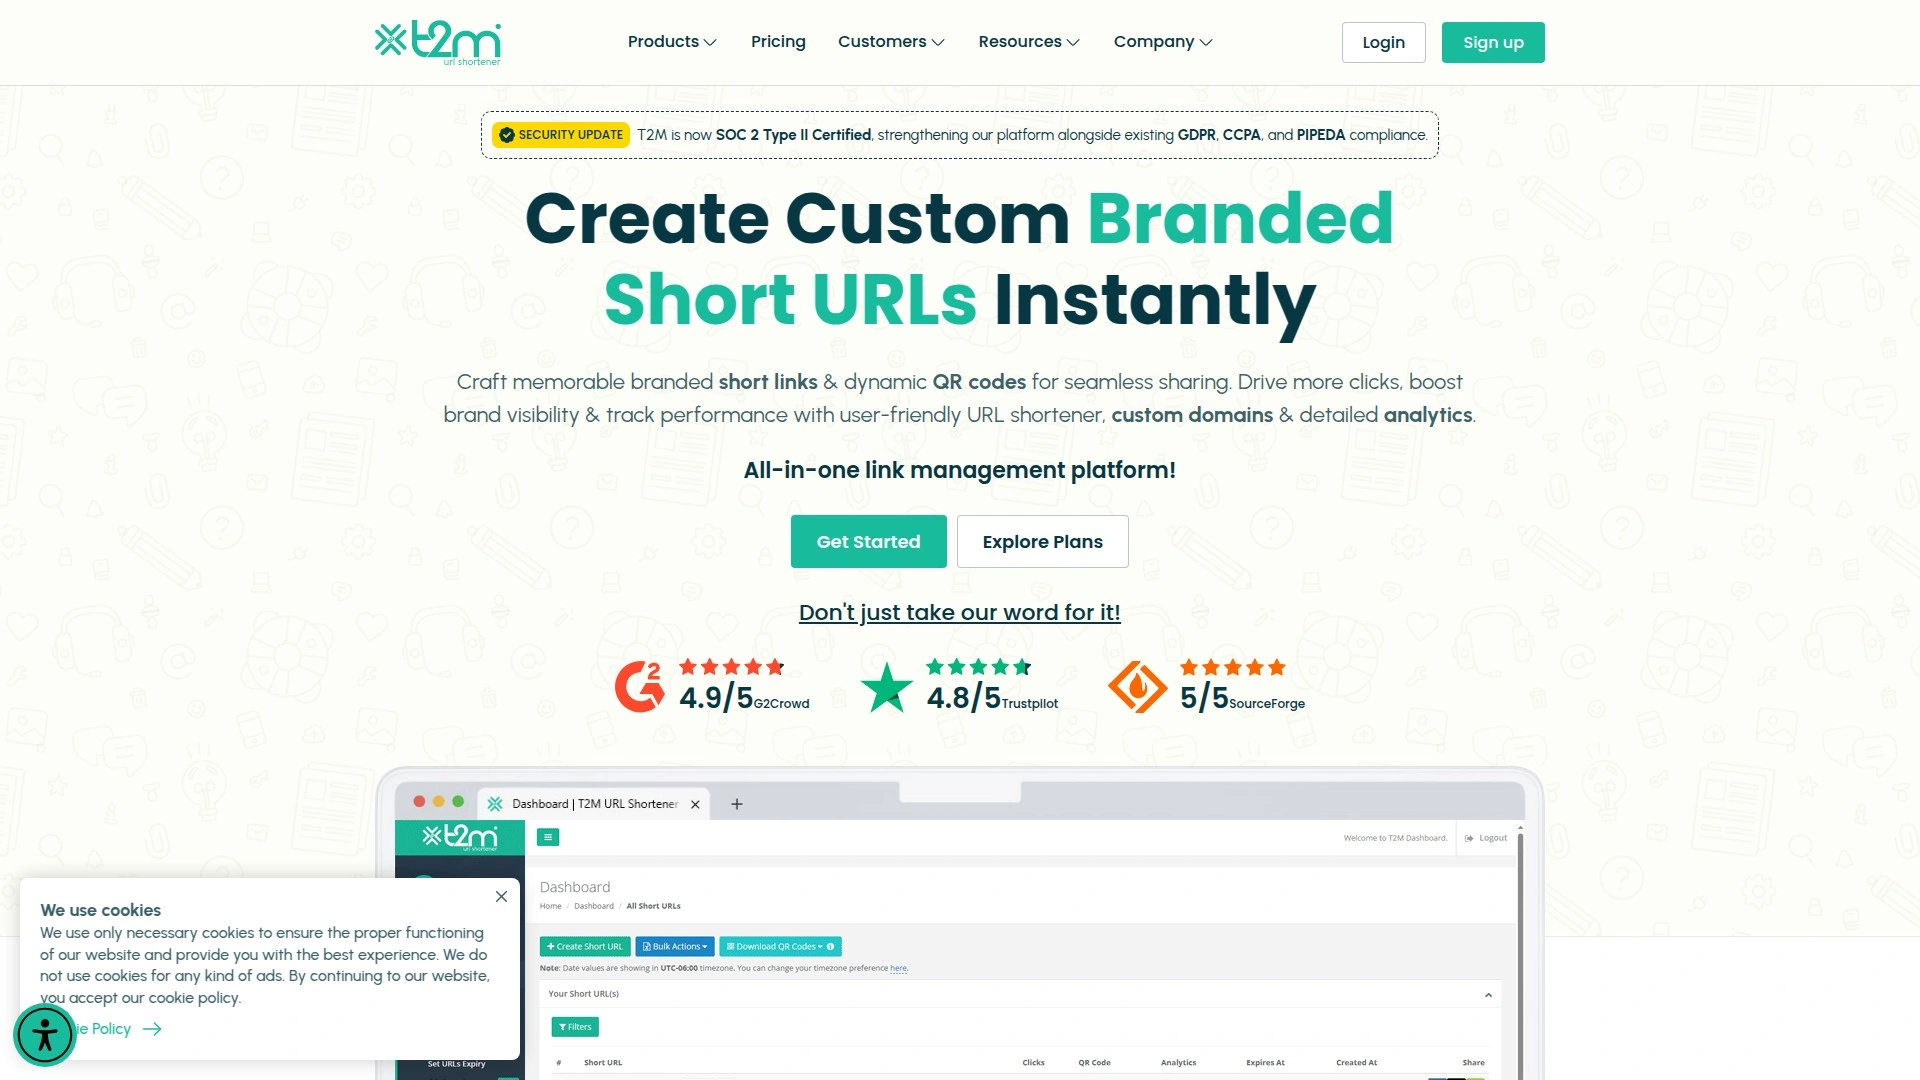 t2m
url shortener
Products
Pricing
Customers
Resources
Company
Login
Sign up
SECURITY UPDATE T2M is now SOC 2 Type II Certified, strengthening our platform alongside existing GDPR, CCPA, and PIPEDA compliance.
Create Custom Branded
Short URLs Instantly
Craft memorable branded short links & dynamic QR codes for seamless sharing. Drive more clicks, boost
brand visibility & track performance with user-friendly URL shortener, custom domains & detailed analytics.
All-in-one link management platform!
Get Started
Explore Plans
Don't just take our word for it!
4.9/5 G2Crowd
4.8/5 Trustpilot
5/5 SourceForge
Dashboard | T2M URL Shortener
t2m
url shortener
Welcome to T2M Dashboard.
Logout
Dashboard
Home / Dashboard / All Short URLs
Create Short URL
Bulk Actions
Download QR Codes
Note: Date values are showing in UTC-06:00 timezone. You can change your timezone preference here.
Your Short URL(s)
Filters
# Short URL Clicks QR Code Analytics Expires At Created At Share
We use cookies
We use only necessary cookies to ensure the proper functioning
of our website and provide you with the best experience. We do
not use cookies for any kind of ads. By continuing to our website,
you accept our cookie policy.
Policy
Set URLs Expiry